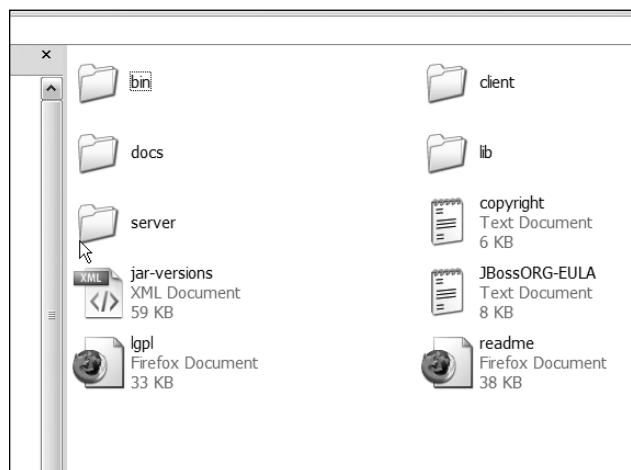 bin
client
docs
lib
server
copyright
Text Document
6 KB
XML
jar-versions
XML Document
59 KB
JBossORG-EULA
Text Document
8 KB
lgpl
Firefox Document
33 KB
readme
Firefox Document
38 KB